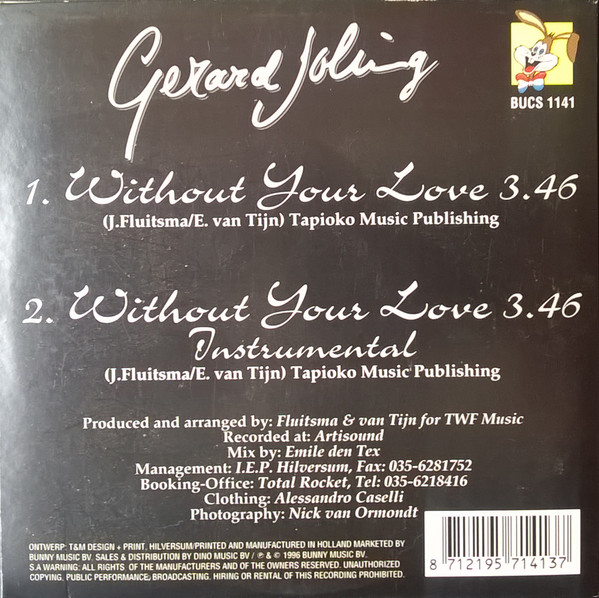 Gerard Joling
BUCS 1141
1. Without Your Love 3.46
(J.Fluitsma/E. van Tijn) Tapioko Music Publishing
2. Without Your Love 3.46
Instrumental
(J.Fluitsma/E. van Tijn) Tapioko Music Publishing
Produced and arranged by: Fluitsma & van Tijn for TWF Music
Recorded at: Artisound
Mix by: Emile den Tex
Management: I.E.P. Hilversum, Fax: 035-6281752
Booking-Office: Total Rocket, Tel: 035-6218416
Clothing: Alessandro Caselli
Photography: Nick van Ormondt
ONTWERP: T&M DESIGN + PRINT. HILVERSUM/PRINTED AND MANUFACTURED IN HOLLAND MARKETED BY
BUNNY MUSIC BV. SALES & DISTRIBUTION BY DINO MUSIC BV / ℗ & © 1996 BUNNY MUSIC BV.
S.A WARNING: ALL RIGHTS OF THE MANUFACTURERS AND OF THE OWNERS RESERVED. UNAUTHORIZED
COPYING. PUBLIC PERFORMANCE; BROADCASTING. HIRING OR RENTAL OF THIS RECORDING PROHIBITED.
8 712195 714137